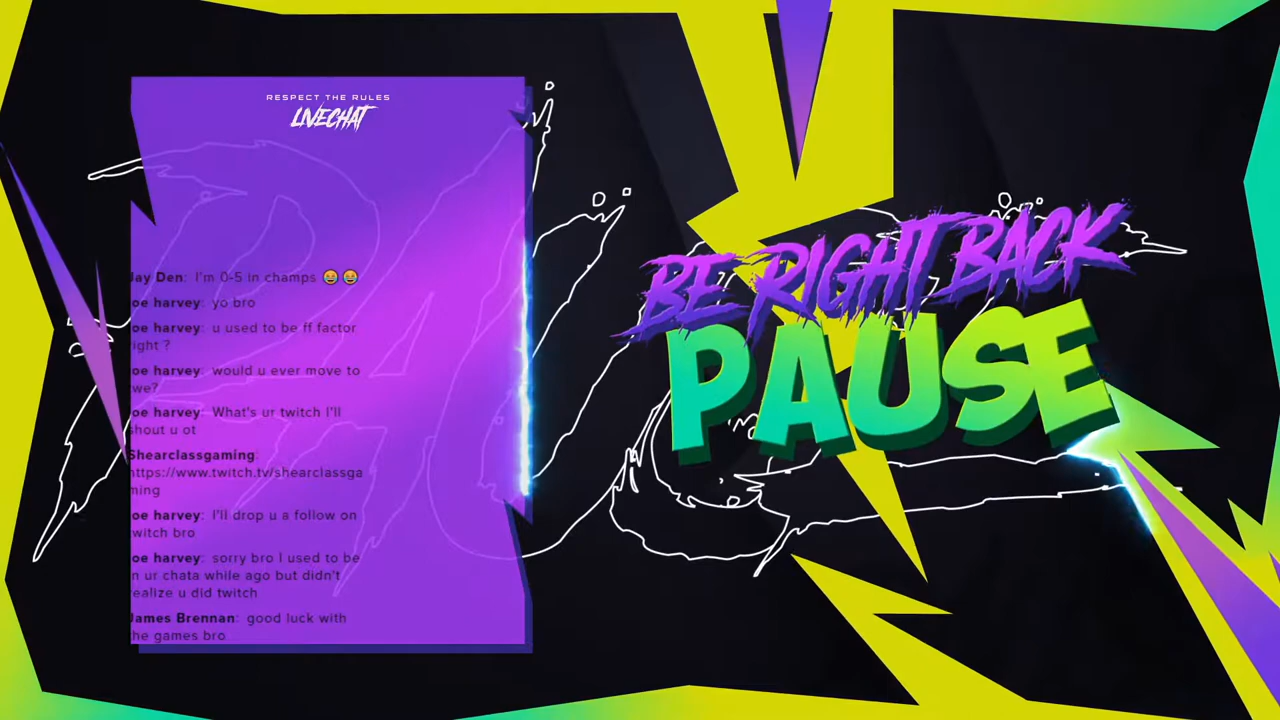 RESPECT THE RULES
LIVECHAT
Jay Den: I'm 0-5 in champs 😂😂
oe harvey: yo bro
oe harvey: u used to be ff factor
right ?
oe harvey: would u ever move to
we?
oe harvey: What's ur twitch I'll
shout u ot
Shearclassgaming:
https://www.twitch.tv/shearclassga
ming
oe harvey: I'll drop u a follow on
twitch bro
oe harvey: sorry bro I used to be
n ur chata while ago but didn't
realize u did twitch
James Brennan: good luck with
the games bro
BE RIGHT BACK
PAUSE